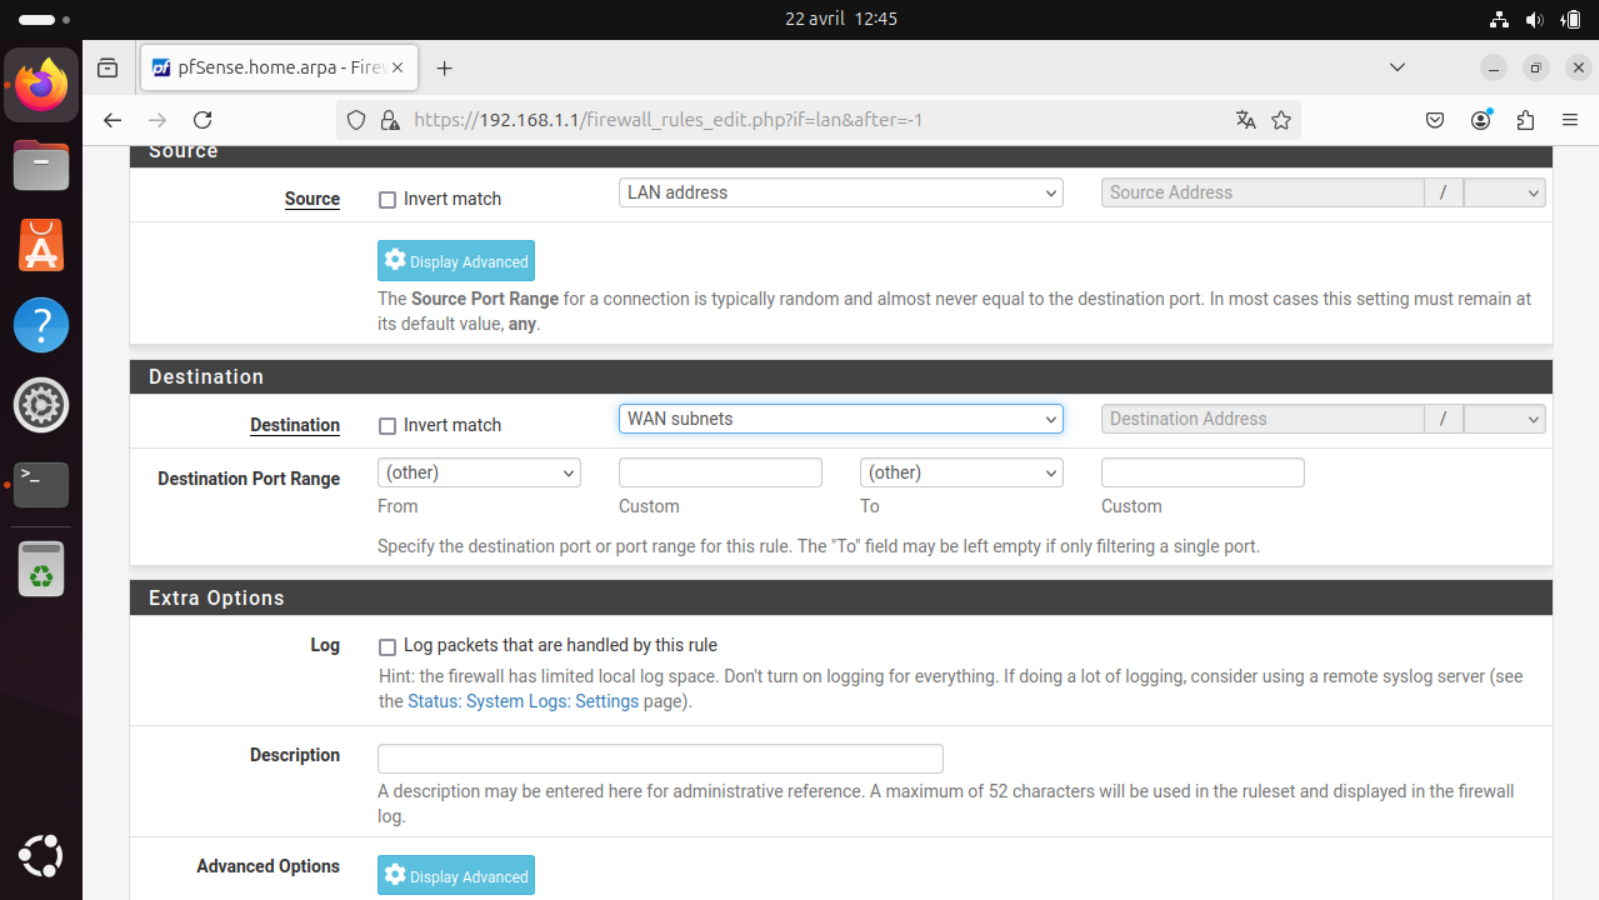 22 avril 12:45
pfSense.home.arpa - Firew
https://192.168.1.1/firewall_rules_edit.php?if=lan&after=-1
Source
Source Invert match LAN address Source Address /
Display Advanced
The Source Port Range for a connection is typically random and almost never equal to the destination port. In most cases this setting must remain at
its default value, any.
Destination
Destination Invert match WAN subnets Destination Address /
Destination Port Range (other) (other)
From Custom To Custom
Specify the destination port or port range for this rule. The "To" field may be left empty if only filtering a single port.
Extra Options
Log Log packets that are handled by this rule
Hint: the firewall has limited local log space. Don't turn on logging for everything. If doing a lot of logging, consider using a remote syslog server (see
the Status: System Logs: Settings page).
Description
A description may be entered here for administrative reference. A maximum of 52 characters will be used in the ruleset and displayed in the firewall
log.
Advanced Options Display Advanced